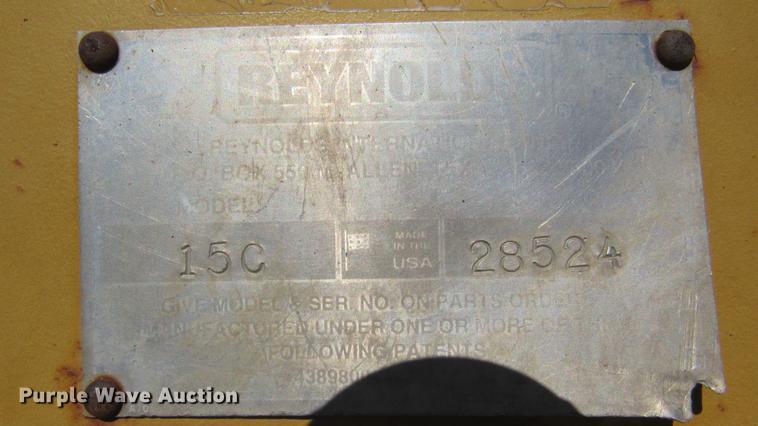 REYNOLDS
®
REYNOLDS INTERNATIONAL
P.O. BOX 550 ALLEN,
MODEL
15C MADE IN THE USA 28524
GIVE MODEL & SER. NO. ON PARTS ORDER
MANUFACTURED UNDER ONE OR MORE OF THE
FOLLOWING PATENTS
Purple Wave Auction